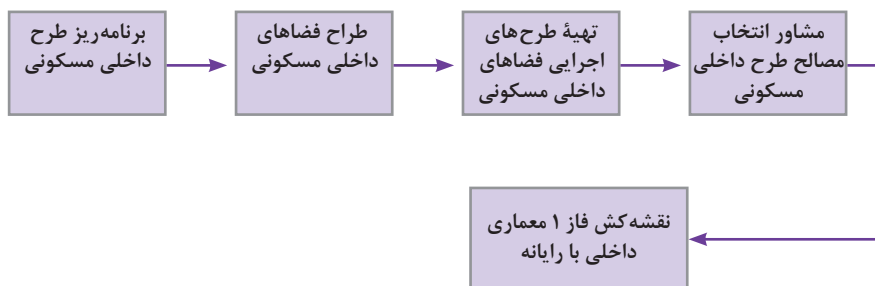 برنامه‌ریز طرح
داخلی مسکونی
طراح فضاهای
داخلی مسکونی
تهیهٔ طرح‌های
اجرایی فضاهای
داخلی مسکونی
مشاور انتخاب
مصالح طرح داخلی
مسکونی
نقشه‌کش فاز ۱ معماری
داخلی با رایانه